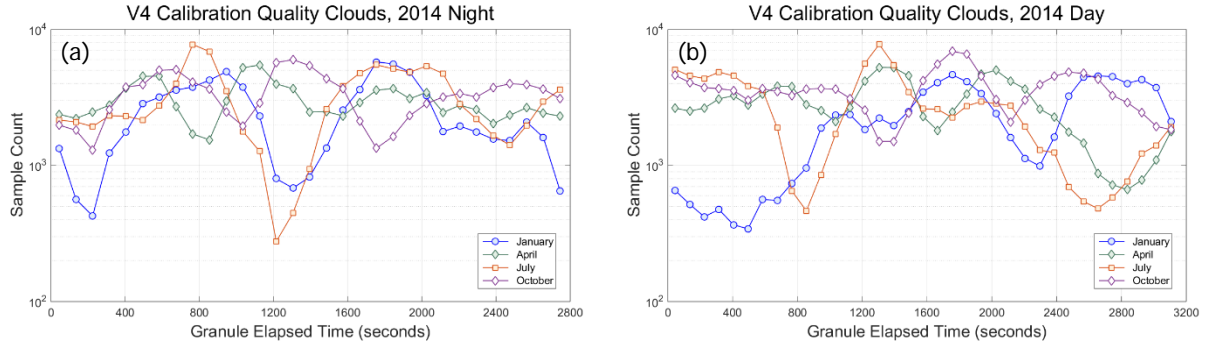 V4 Calibration Quality Clouds, 2014 Night
(a)
Sample Count
10^4
10^3
10^2
0 400 800 1200 1600 2000 2400 2800
Granule Elapsed Time (seconds)
January
April
July
October
V4 Calibration Quality Clouds, 2014 Day
(b)
Sample Count
10^4
10^3
10^2
0 400 800 1200 1600 2000 2400 2800 3200
Granule Elapsed Time (seconds)
January
April
July
October